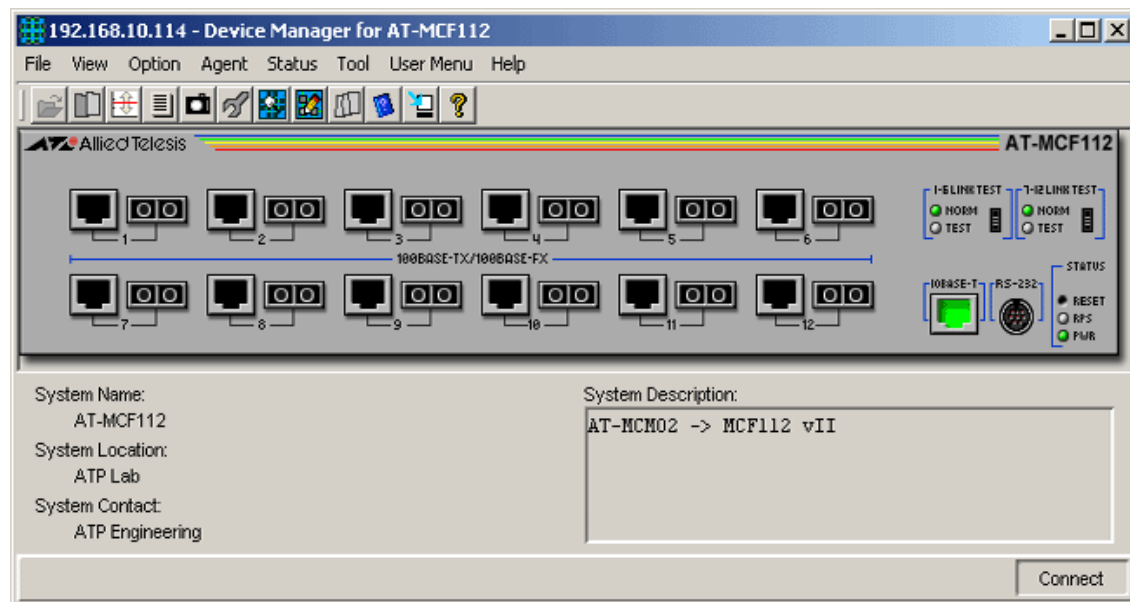 192.168.10.114 - Device Manager for AT-MCF112
File View Option Agent Status Tool User Menu Help
Allied Telesis
AT-MCF112
1-6 LINK TEST 7-12 LINK TEST
NORM NORM
TEST TEST
1 2 3 4 5 6
100BASE-TX/100BASE-FX
STATUS
10BASE-T RS-232
RESET
RPS
PWR
7 8 9 10 11 12
System Name:
AT-MCF112
System Location:
ATP Lab
System Contact:
ATP Engineering
System Description:
AT-MCM02 -> MCF112 vII
Connect